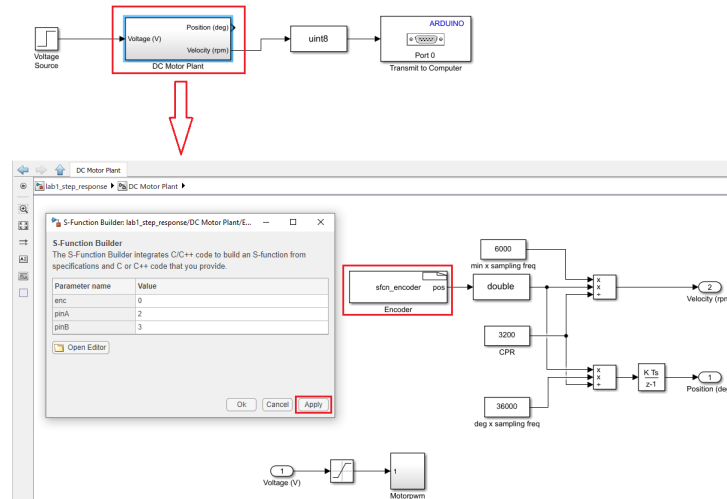 Voltage
Source
Voltage (V)
Position (deg)
Velocity (rpm)
DC Motor Plant
uint8
ARDUINO
Port 0
Transmit to Computer
DC Motor Plant
lab1_step_response
DC Motor Plant
S-Function Builder: lab1_step_response/DC Motor Plant/E...
S-Function Builder
The S-Function Builder integrates C/C++ code to build an S-function from
specifications and C or C++ code that you provide.
Parameter name Value
enc 0
pinA 2
pinB 3
Open Editor
Ok Cancel Apply
sfcn_encoder pos
Encoder
double
6000
min x sampling freq
x
x
÷
2
Velocity (rpm
3200
CPR
x
x
÷
K Ts
z-1
1
Position (deg
36000
deg x sampling freq
1
Voltage (V)
1
Motorpwm